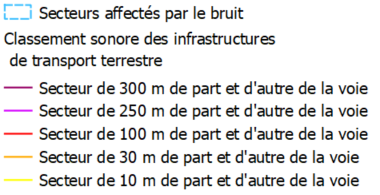 Secteurs affectés par le bruit
Classement sonore des infrastructures
de transport terrestre
Secteur de 300 m de part et d'autre de la voie
Secteur de 250 m de part et d'autre de la voie
Secteur de 100 m de part et d'autre de la voie
Secteur de 30 m de part et d'autre de la voie
Secteur de 10 m de part et d'autre de la voie